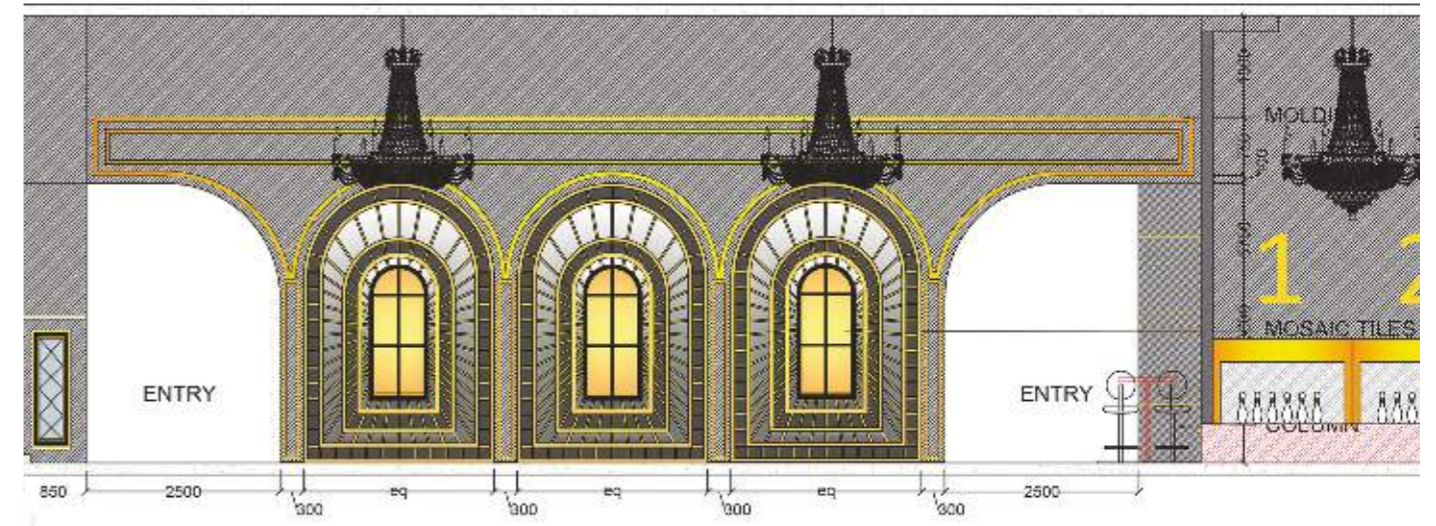 MOLDI
1 2
MOSAIC TILES
ENTRY
ENTRY
COLUMN
850
2500
300
eq
300
eq
300
eq
300
2500